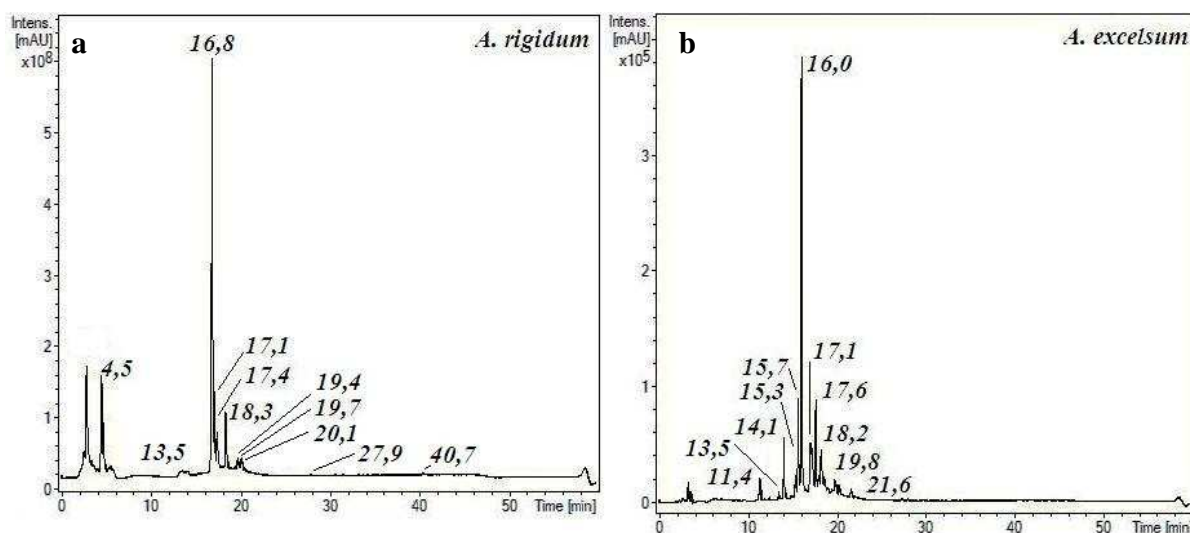 Intens.
[mAU]
x10⁸
a
A. rigidum
16,8
5
4
3
2
1
0
4,5
13,5
17,1
17,4
18,3
19,4
19,7
20,1
27,9
40,7
0 10 20 30 40 50 Time [min]
Intens.
[mAU]
x10⁵
b
A. excelsum
16,0
3
2
1
0
17,1
15,7
15,3
17,6
14,1
18,2
13,5
19,8
11,4
21,6
0 10 20 30 40 50 Time [min]